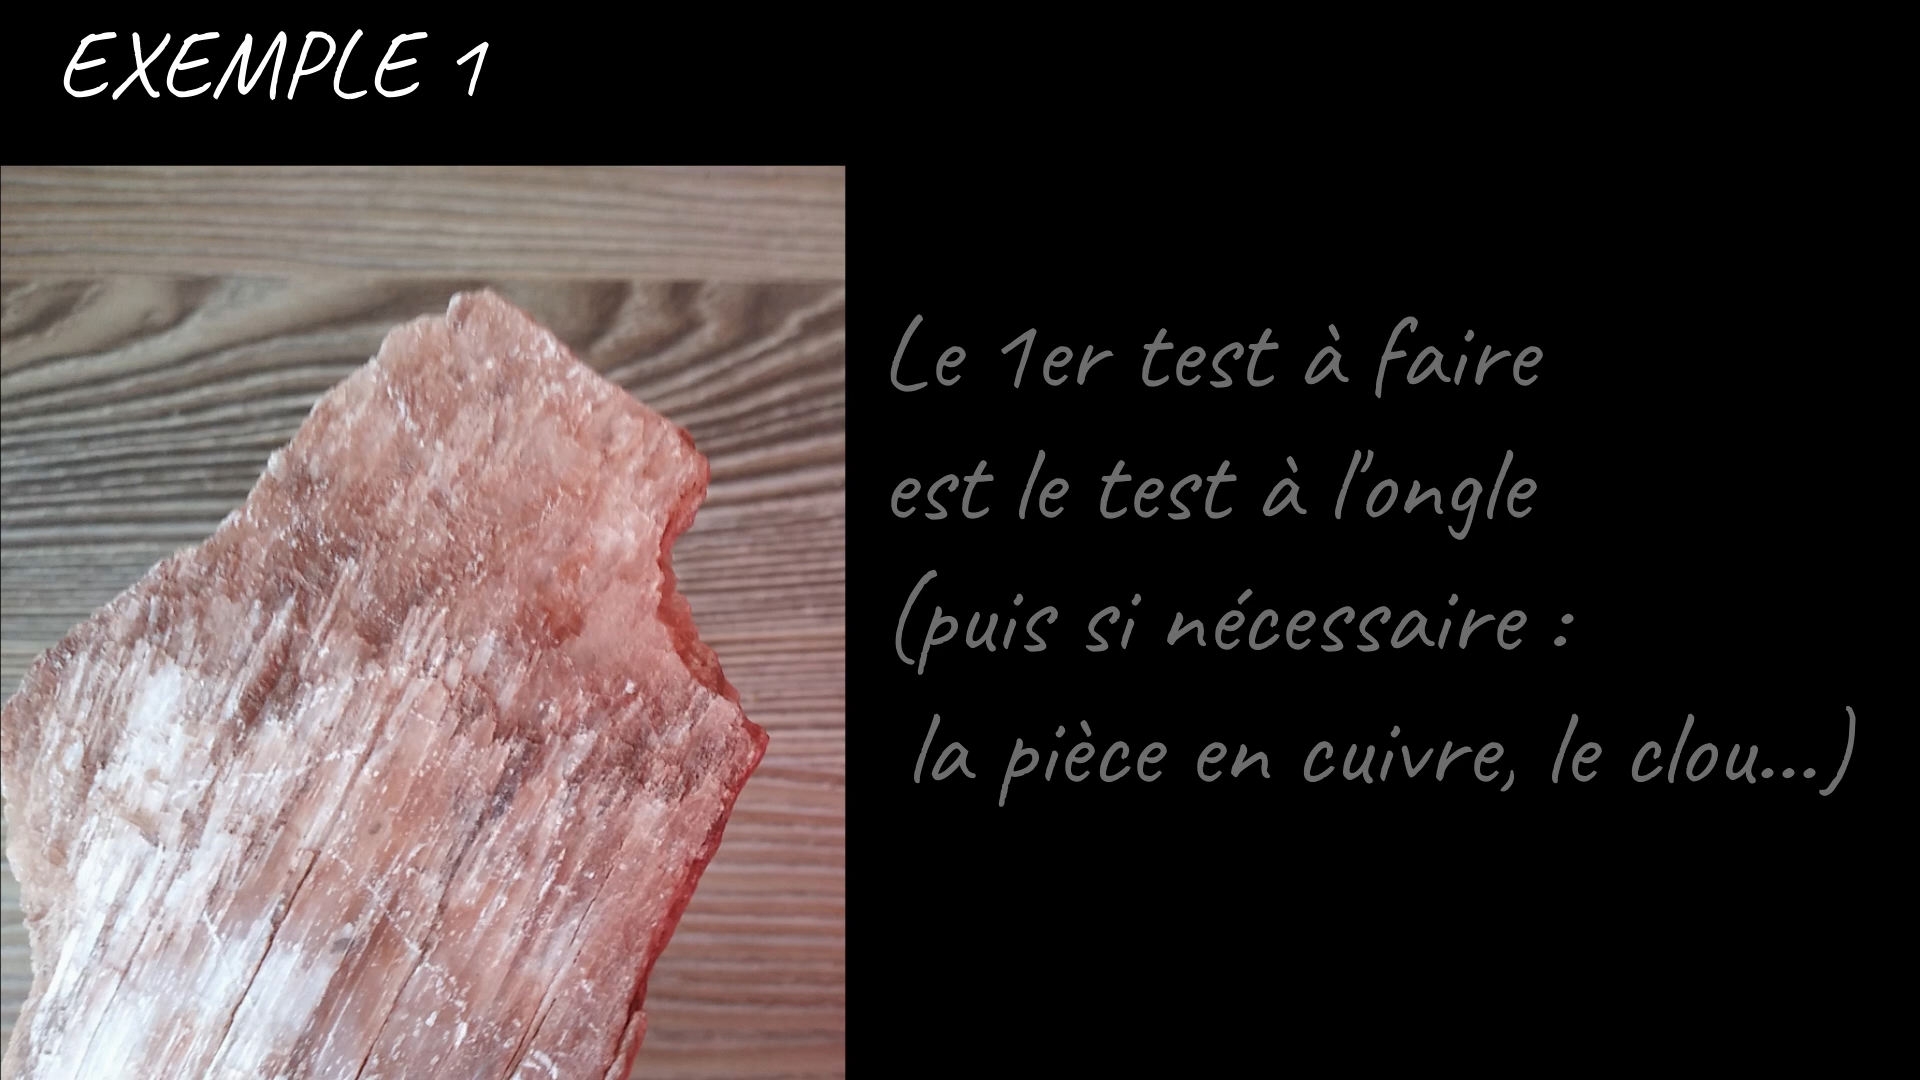 EXEMPLE 1
Le 1er test à faire
est le test à l'ongle
(puis si nécessaire :
la pièce en cuivre, le clou...)